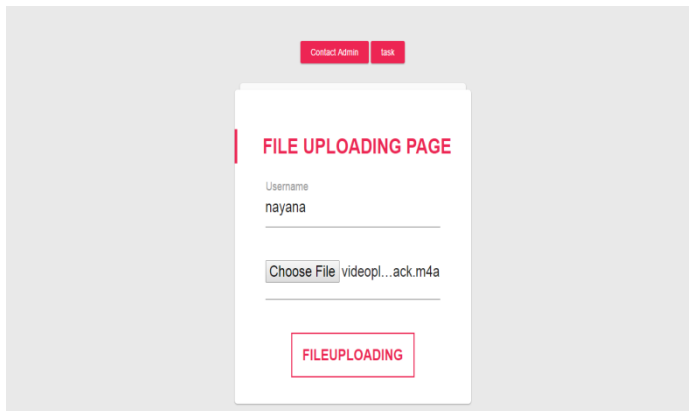 Contact Admin task
FILE UPLOADING PAGE
Username
nayana
Choose File videopl...ack.m4a
FILEUPLOADING